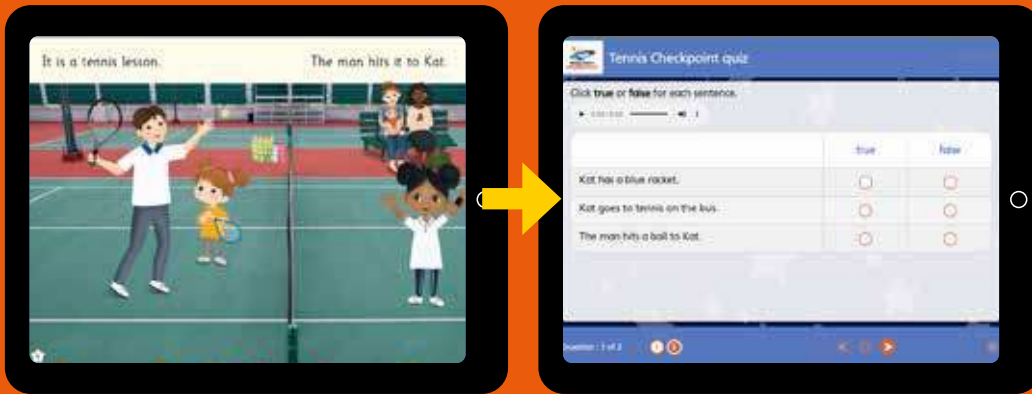 It is a tennis lesson.
The man hits it to Kat.
Tennis Checkpoint quiz
Click true or false for each sentence.
true false
Kat has a blue racket.
Kat goes to tennis on the bus.
The man hits a ball to Kat.